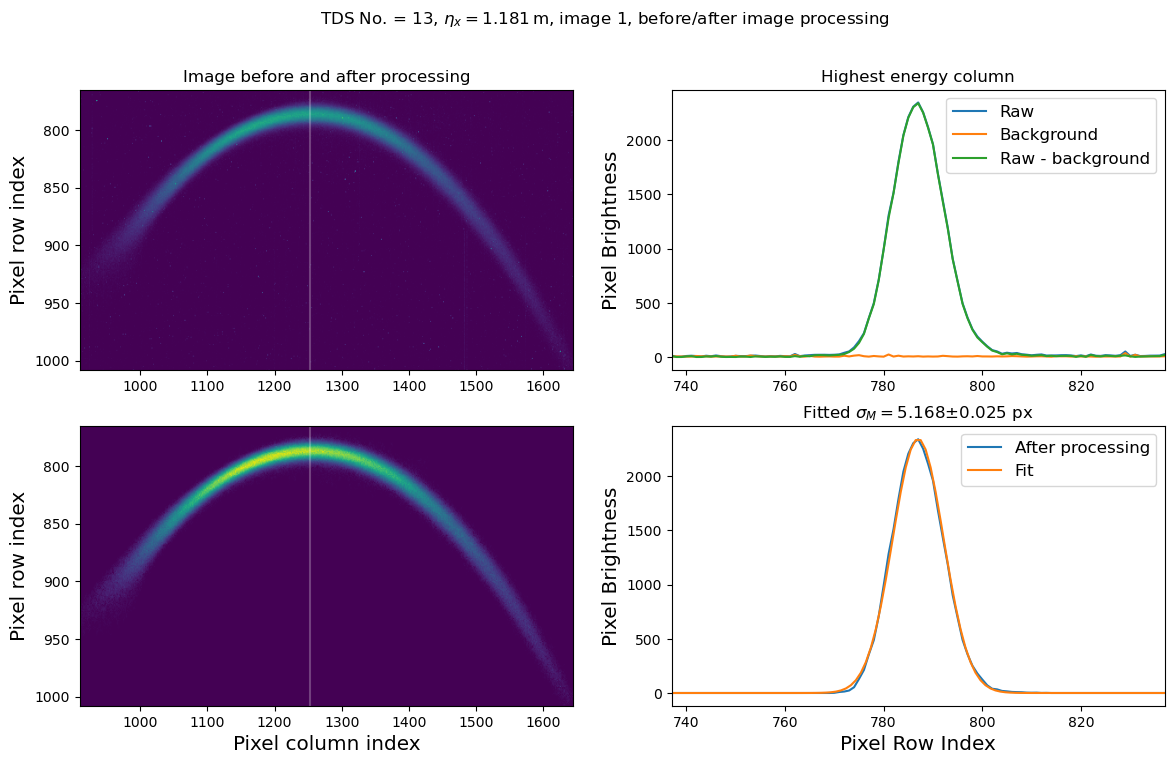 TDS No. = 13, ηₓ = 1.181 m, image 1, before/after image processing
Image before and after processing
Pixel row index
800
850
900
950
1000
1000 1100 1200 1300 1400 1500 1600
Highest energy column
Pixel Brightness
2000
1500
1000
500
0
Raw
Background
Raw - background
740 760 780 800 820
Pixel row index
800
850
900
950
1000
1000 1100 1200 1300 1400 1500 1600
Pixel column index
Fitted σ_M = 5.168±0.025 px
Pixel Brightness
2000
1500
1000
500
0
After processing
Fit
740 760 780 800 820
Pixel Row Index